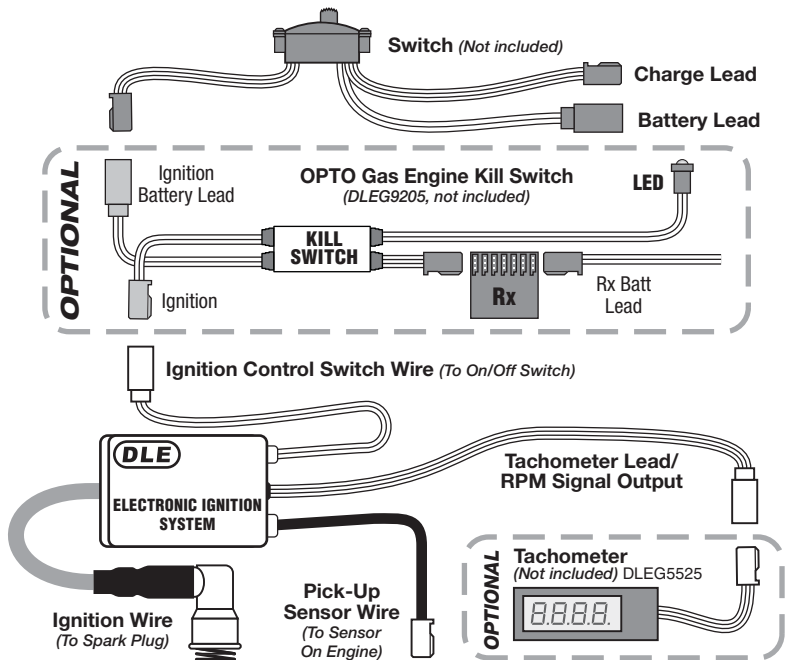 Switch (Not included)
Charge Lead
Battery Lead
OPTIONAL
Ignition
Battery Lead
OPTO Gas Engine Kill Switch
(DLEG9205, not included)
LED
KILL
SWITCH
Ignition
Rx
Rx Batt
Lead
Ignition Control Switch Wire (To On/Off Switch)
DLE
ELECTRONIC IGNITION
SYSTEM
Tachometer Lead/
RPM Signal Output
Ignition Wire
(To Spark Plug)
Pick-Up
Sensor Wire
(To Sensor
On Engine)
OPTIONAL
Tachometer
(Not included) DLEG5525
8.8.8.8.